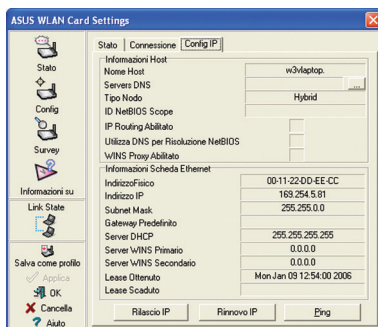 ASUS WLAN Card Settings
Stato
Config
Survey
Informazioni su
Link State
Salva come profilo
Applica
OK
Cancella
Aiuto
Stato Connessione Config IP
Informazioni Host
Nome Host w3vlaptop.
Servers DNS ...
Tipo Nodo Hybrid
ID NetBIOS Scope
IP Routing Abilitato
Utilizza DNS per Risoluzione NetBIOS
WINS Proxy Abilitato
Informazioni Scheda Ethernet
IndirizzoFisico 00-11-22-DD-EE-CC
Indirizzo IP 169.254.5.81
Subnet Mask 255.255.0.0
Gateway Predefinito
Server DHCP 255.255.255.255
Server WINS Primario 0.0.0.0
Server WINS Secondario 0.0.0.0
Lease Ottenuto Mon Jan 09 12:54:00 2006
Lease Scaduto
Rilascio IP Rinnovo IP Ping